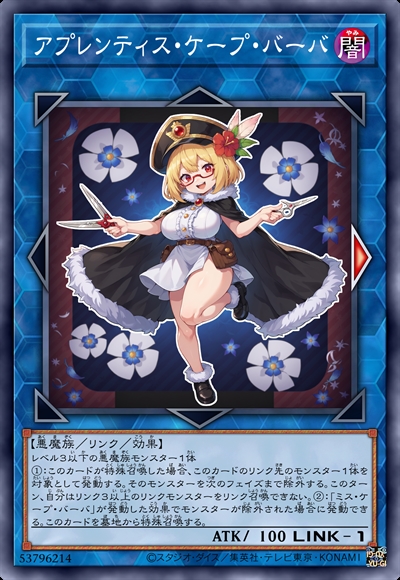 アプレンティス・ケープ・バーバ
闇
やみ
【悪魔族／リンク／効果】
レベル3以下の悪魔族モンスター1体
①:このカードが特殊召喚した場合、このカードのリンク先のモンスター1体を
対象として発動する。そのモンスターを次のフェイズまで除外する。このター
ン、自分はリンク3以上のリンクモンスターをリンク召喚できない。②:「ミス・ケ
ープ・バーバ」が発動した効果でモンスターが除外された場合に発動でき
る。このカードを墓地から特殊召喚する。
ATK/ 100 LINK-1
53796214 ©スタジオ・ダイス／集英社・テレビ東京・KONAMI